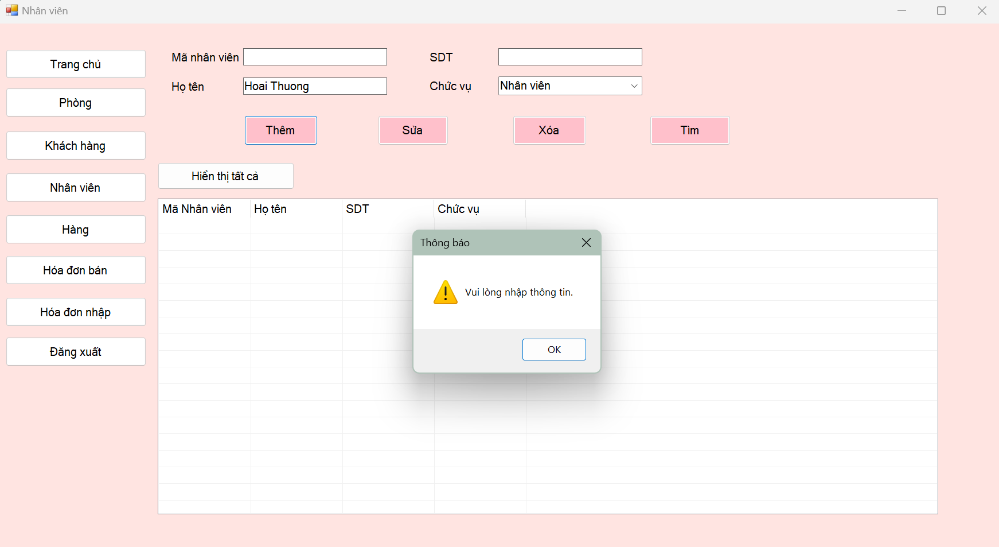 Nhân viên
Trang chủ
Phòng
Khách hàng
Nhân viên
Hàng
Hóa đơn bán
Hóa đơn nhập
Đăng xuất
Mã nhân viên
SDT
Họ tên Hoai Thuong
Chức vụ Nhân viên
Thêm
Sửa
Xóa
Tìm
Hiển thị tất cả
Mã Nhân viên Họ tên SDT Chức vụ
Thông báo
Vui lòng nhập thông tin.
OK